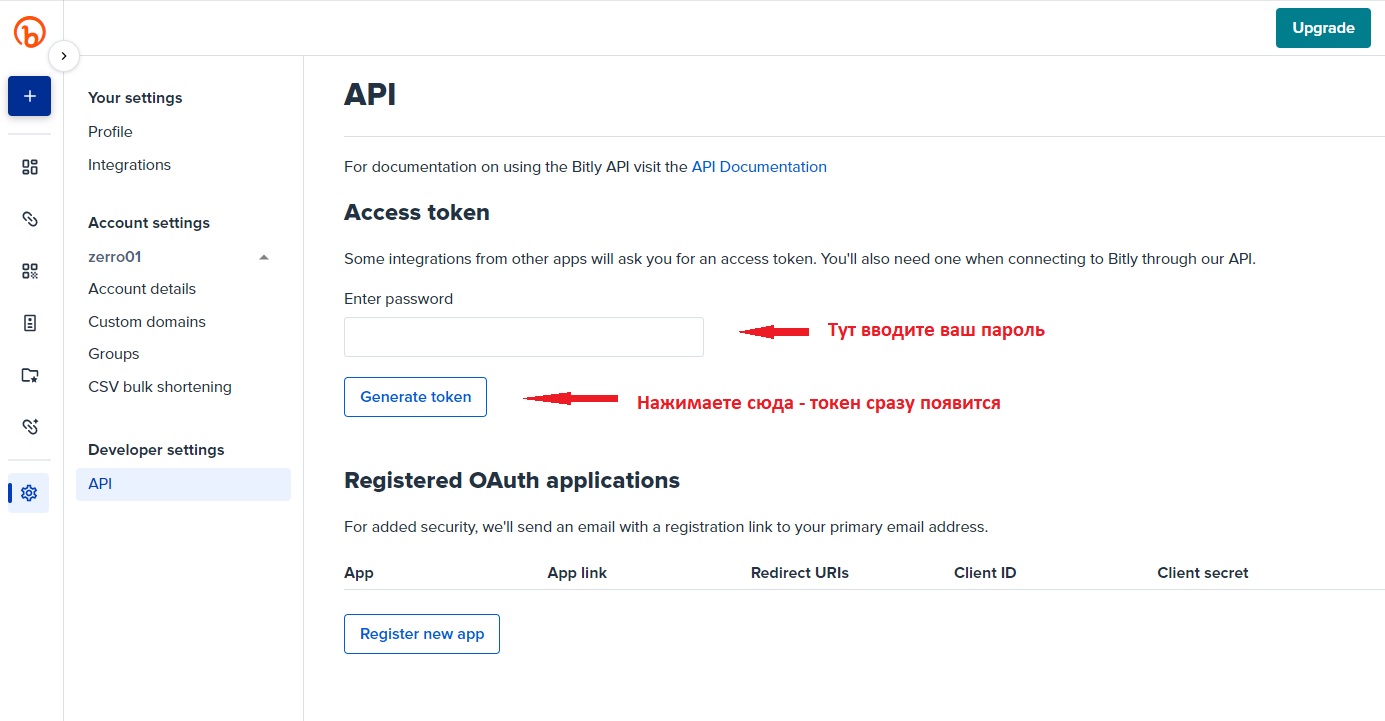 Upgrade
Your settings
Profile
Integrations
Account settings
zerro01
Account details
Custom domains
Groups
CSV bulk shortening
Developer settings
API
API
For documentation on using the Bitly API visit the API Documentation
Access token
Some integrations from other apps will ask you for an access token. You'll also need one when connecting to Bitly through our API.
Enter password
Тут вводите ваш пароль
Generate token
Нажимаете сюда - токен сразу появится
Registered OAuth applications
For added security, we'll send an email with a registration link to your primary email address.
App App link Redirect URIs Client ID Client secret
Register new app